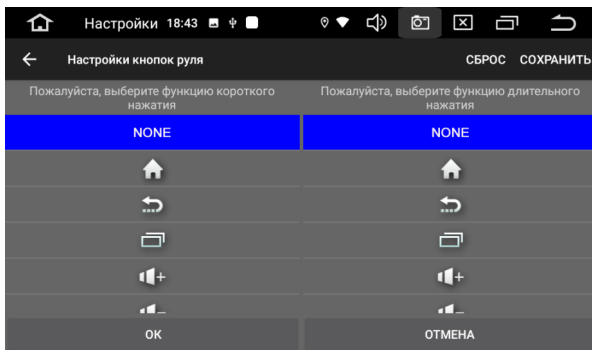 Настройки 18:43
Настройки кнопок руля СБРОС СОХРАНИТЬ
Пожалуйста, выберите функцию короткого
нажатия
Пожалуйста, выберите функцию длительного
нажатия
NONE NONE
ОК ОТМЕНА